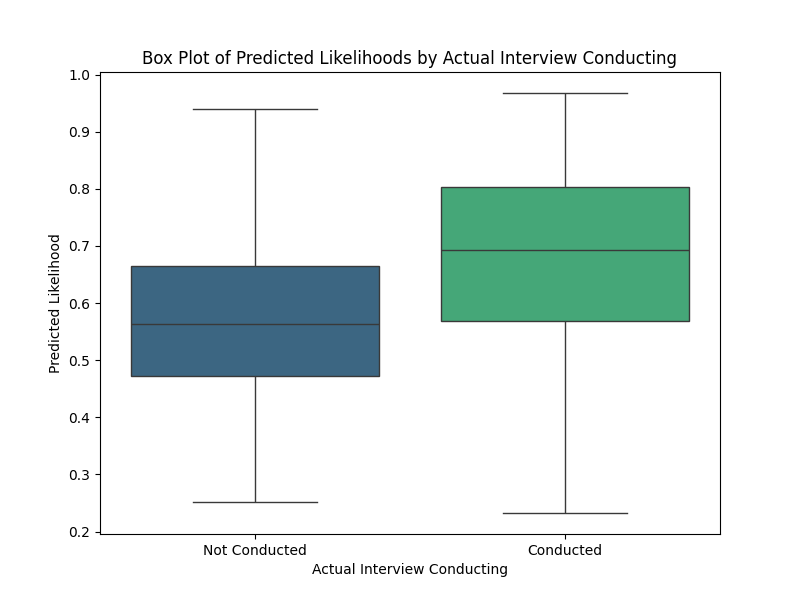 Box Plot of Predicted Likelihoods by Actual Interview Conducting
1.0
0.9
0.8
0.7
0.6
0.5
0.4
0.3
0.2
Predicted Likelihood
Not Conducted
Conducted
Actual Interview Conducting